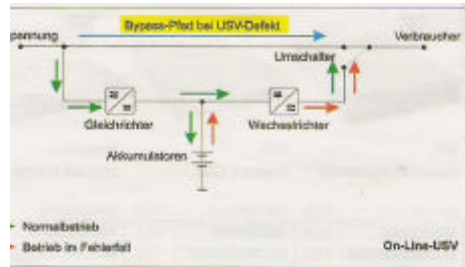 Bypass-Pfad bei USV-Defekt
pannung
Verbraucher
Umschalter
Gleichrichter
Wechselrichter
Akkumulatoren
Normalbetrieb
Betrieb im Fehlerfall
On-Line-USV